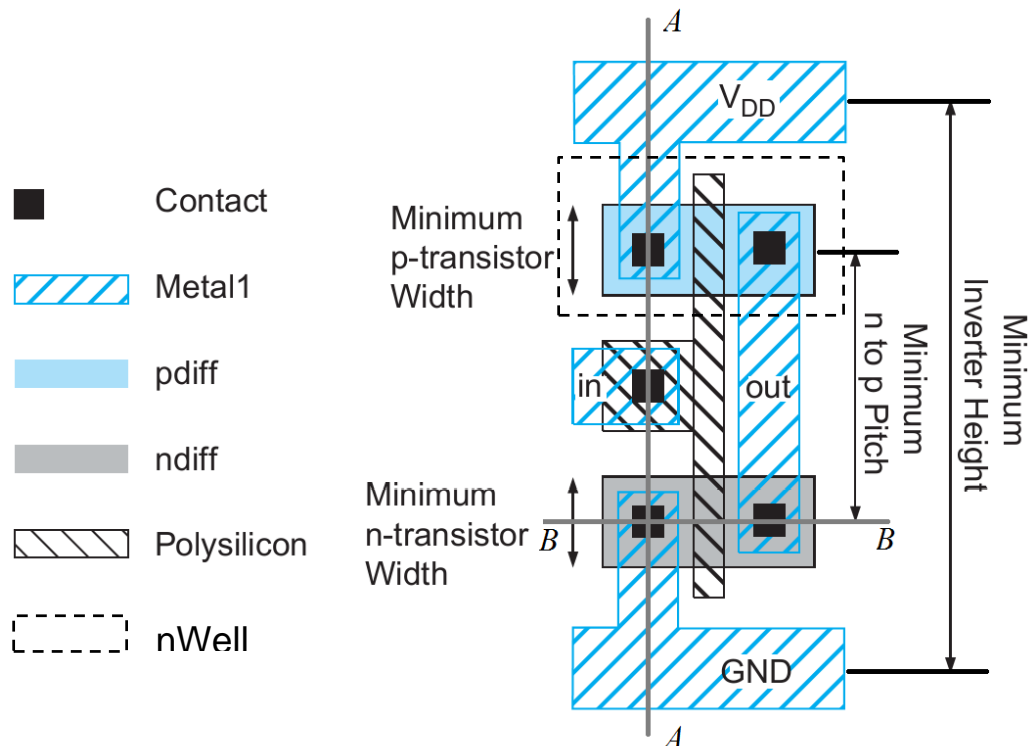 Contact
Metal1
pdiff
ndiff
Polysilicon
nWell
A
VDD
Minimum
p-transistor
Width
in
out
Minimum
n-transistor
Width
B
B
GND
A
Minimum
n to p Pitch
Minimum
Inverter Height